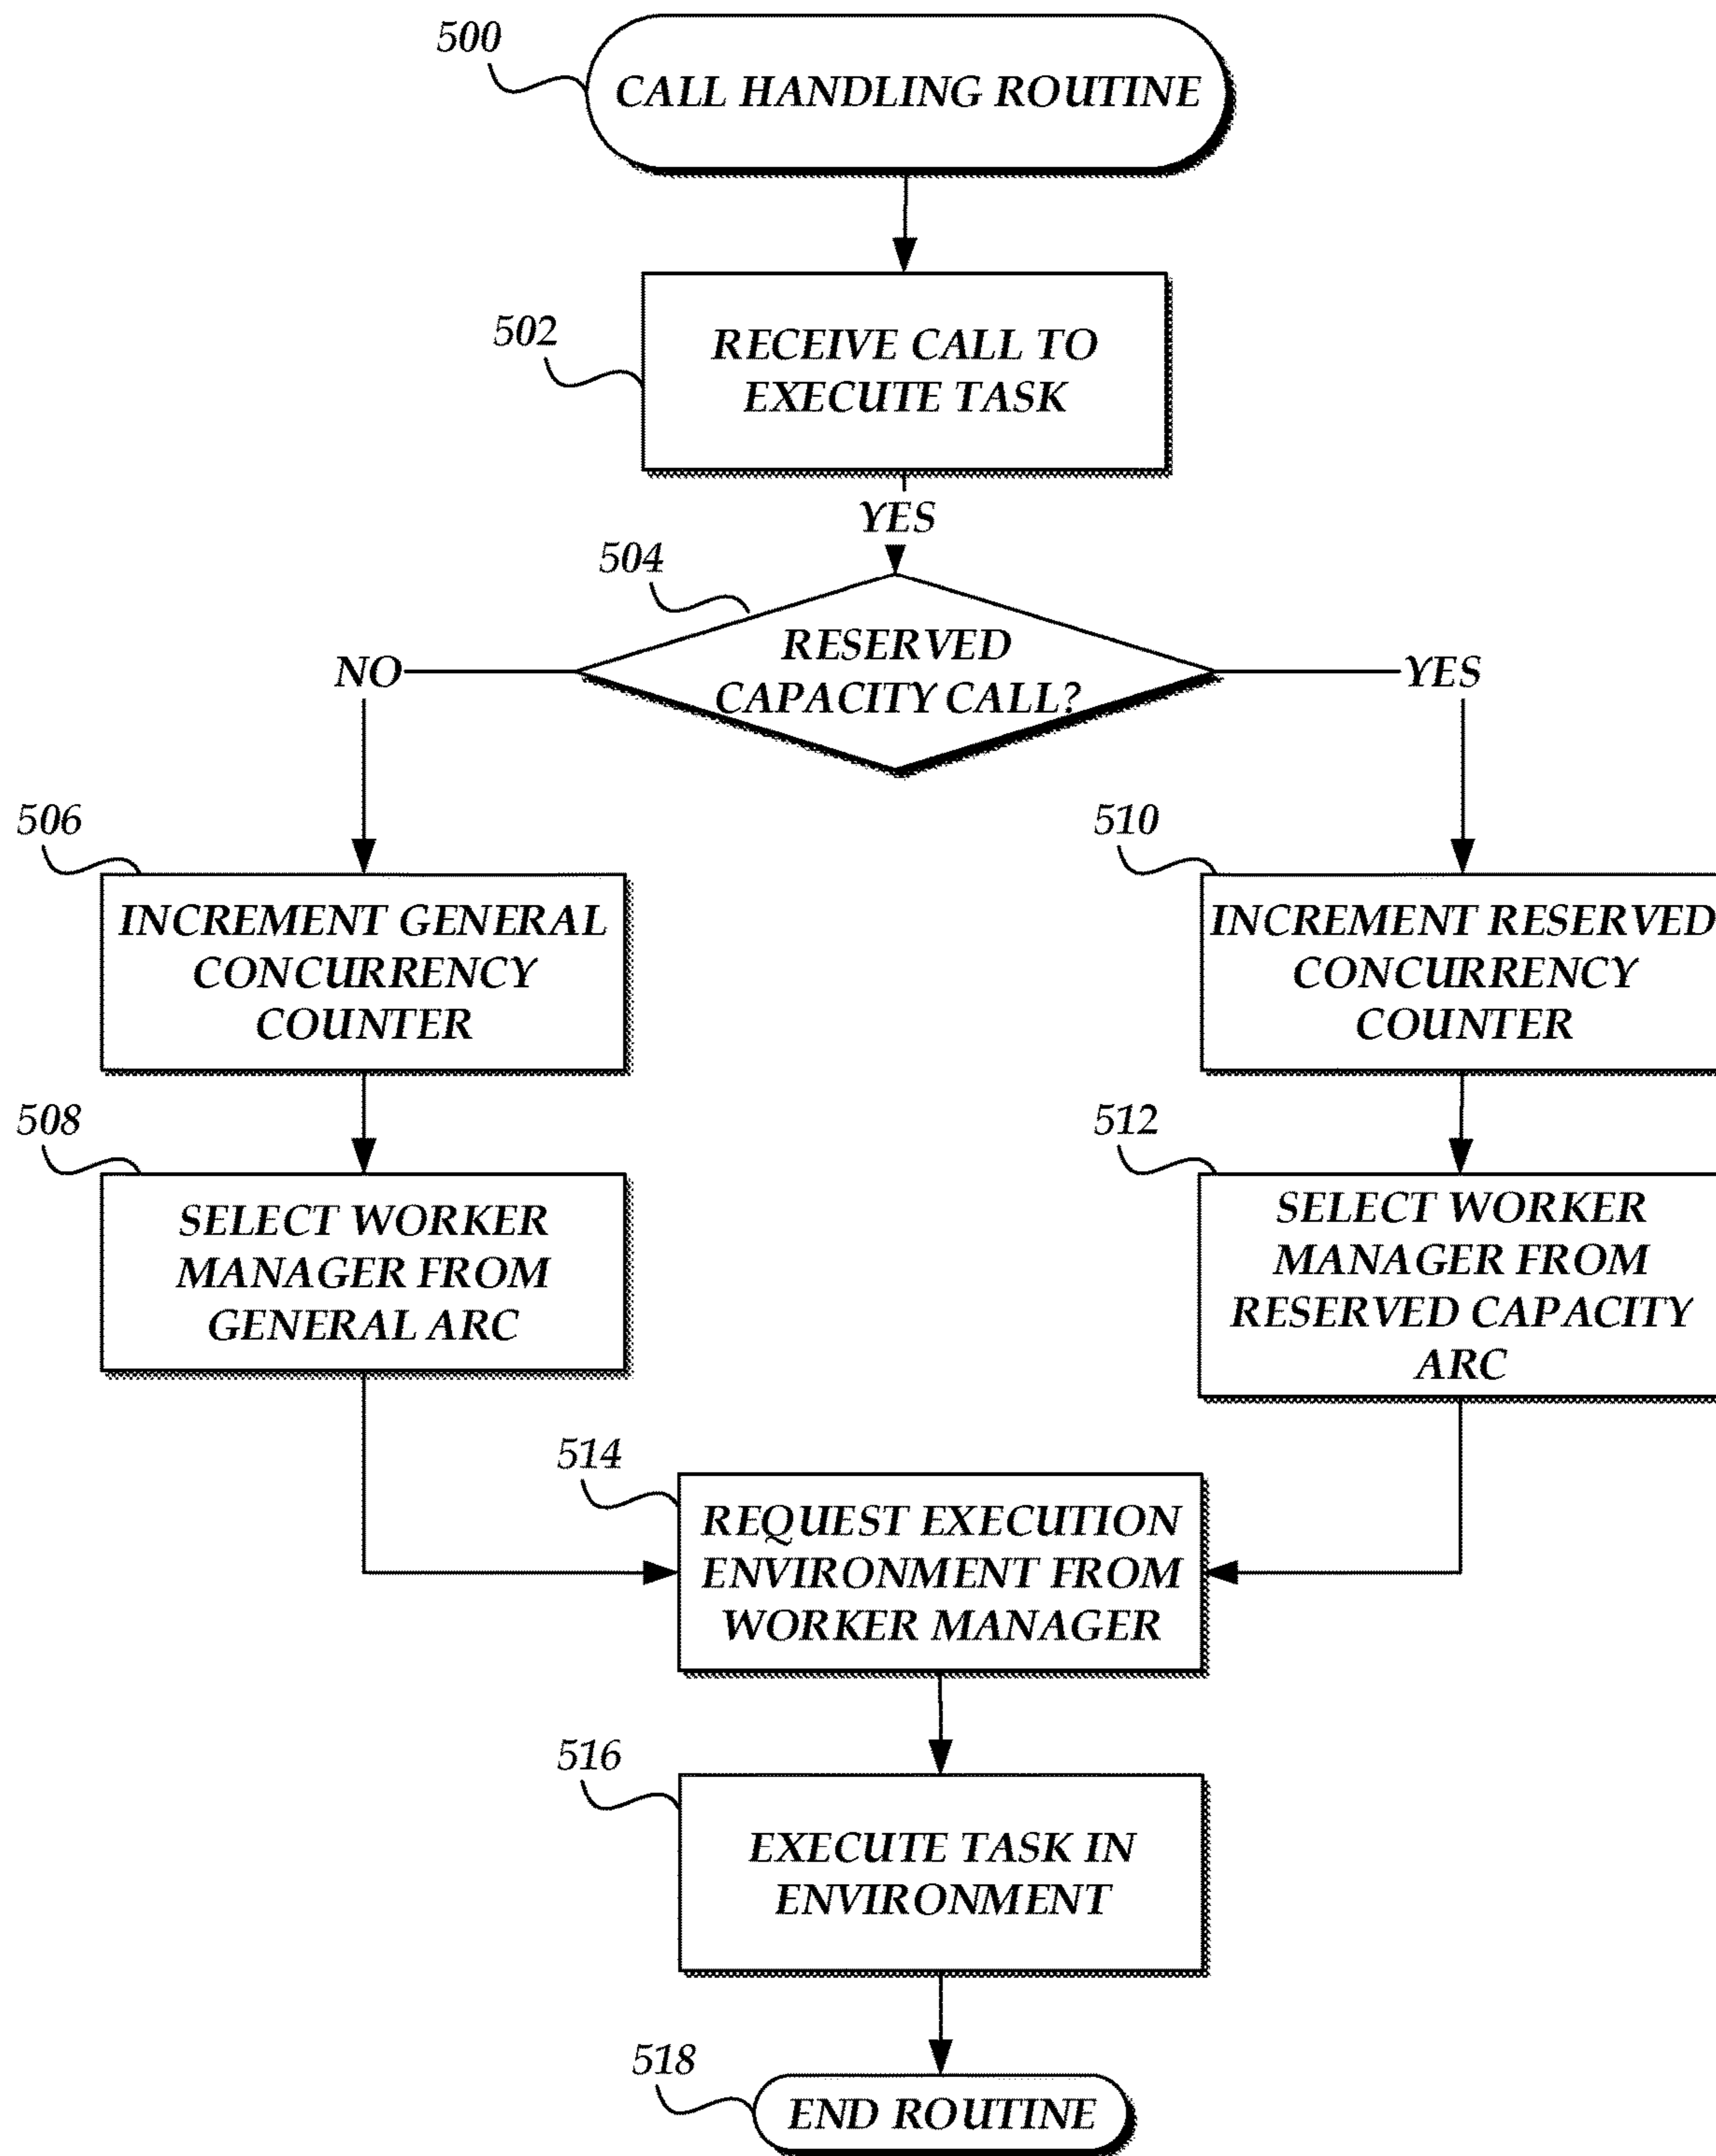 500
CALL HANDLING ROUTINE
502
RECEIVE CALL TO
EXECUTE TASK
YES
504
RESERVED
CAPACITY CALL?
NO
YES
506
INCREMENT GENERAL
CONCURRENCY
COUNTER
510
INCREMENT RESERVED
CONCURRENCY
COUNTER
508
SELECT WORKER
MANAGER FROM
GENERAL ARC
512
SELECT WORKER
MANAGER FROM
RESERVED CAPACITY
ARC
514
REQUEST EXECUTION
ENVIRONMENT FROM
WORKER MANAGER
516
EXECUTE TASK IN
ENVIRONMENT
518
END ROUTINE